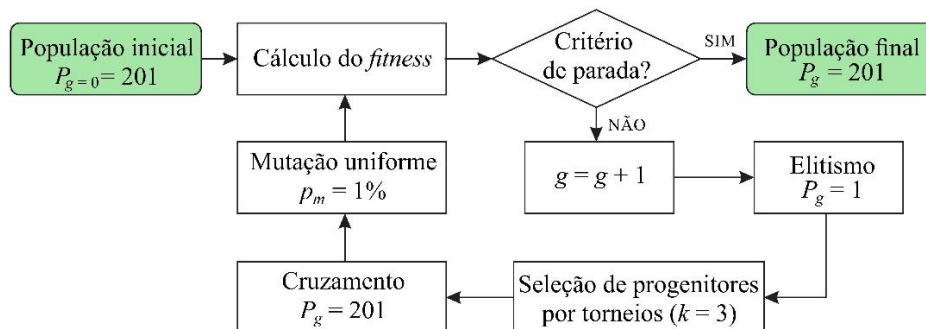 População inicial
P_{g = 0} = 201
Cálculo do fitness
Critério
de parada?
SIM
População final
P_g = 201
NÃO
g = g + 1
Elitismo
P_g = 1
Seleção de progenitores
por torneios (k = 3)
Cruzamento
P_g = 201
Mutação uniforme
p_m = 1%